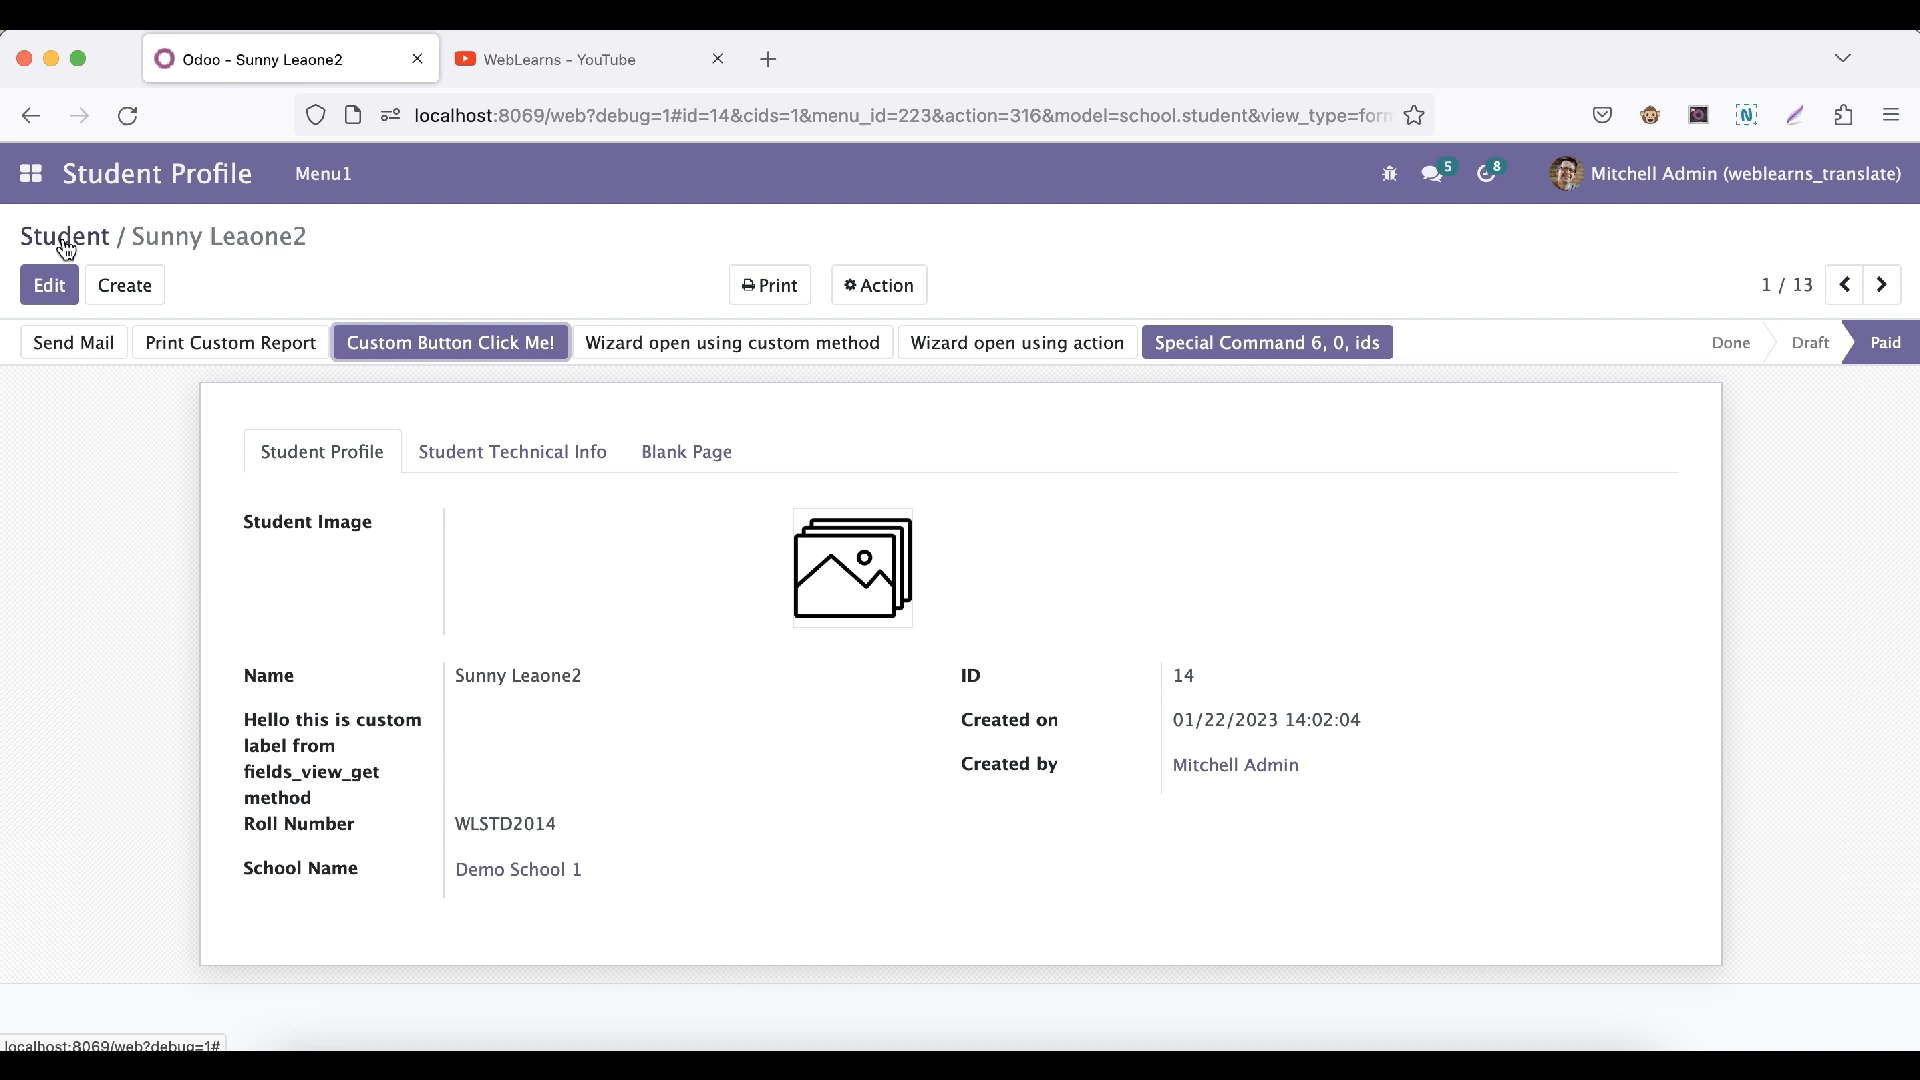 Odoo - Sunny Leaone2
WebLearns - YouTube
localhost:8069/web?debug=1#id=14&cids=1&menu_id=223&action=316&model=school.student&view_type=form
Student Profile Menu1
5
8
Mitchell Admin (weblearns_translate)
Student / Sunny Leaone2
Edit Create
Print Action
1 / 13
Send Mail Print Custom Report Custom Button Click Me! Wizard open using custom method Wizard open using action Special Command 6, 0, ids
Done Draft Paid
Student Profile Student Technical Info Blank Page
Student Image
Name Sunny Leaone2
Hello this is custom
label from
fields_view_get
method
Roll Number WLSTD2014
School Name Demo School 1
ID 14
Created on 01/22/2023 14:02:04
Created by Mitchell Admin
localhost:8069/web?debug=1#